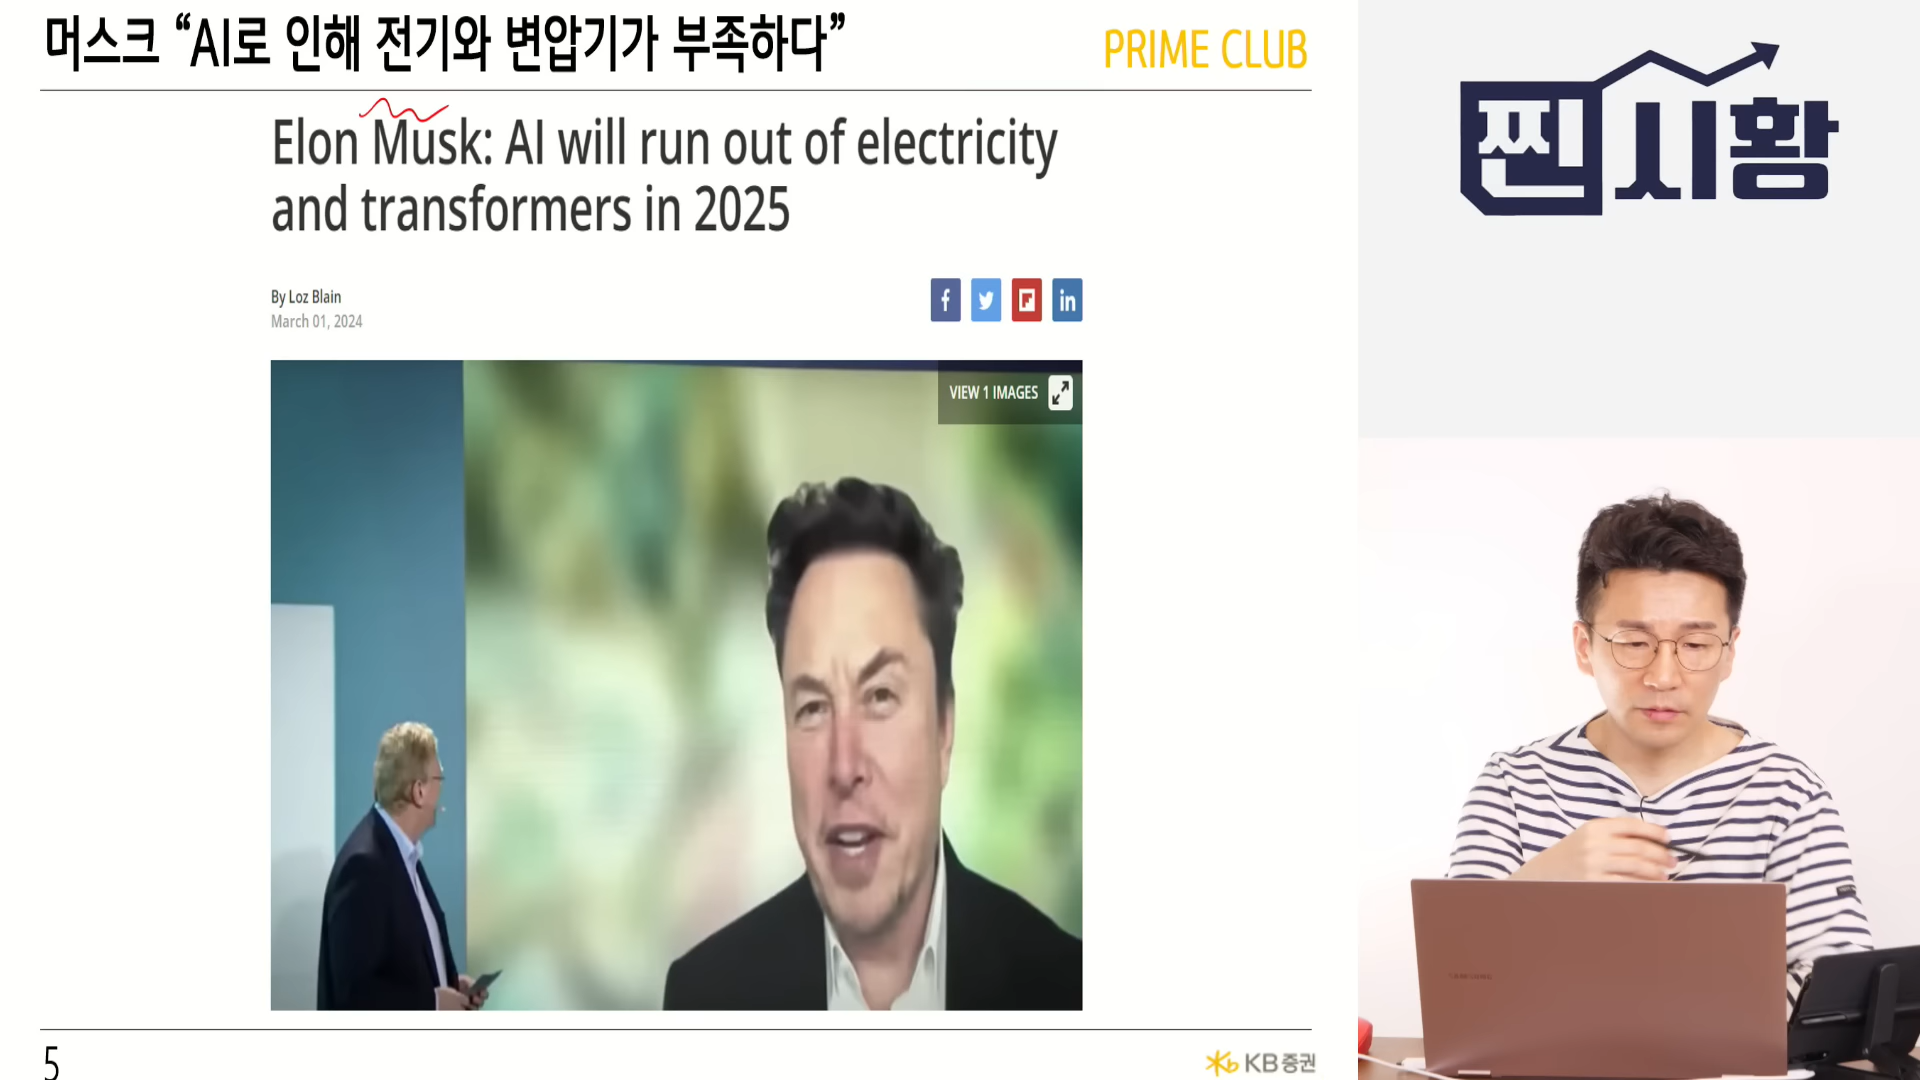 머스크 “AI로 인해 전기와 변압기가 부족하다”
PRIME CLUB
Elon Musk: AI will run out of electricity
and transformers in 2025
By Loz Blain
March 01, 2024
VIEW 1 IMAGES
5
KB증권
찐시황
SAMSUNG